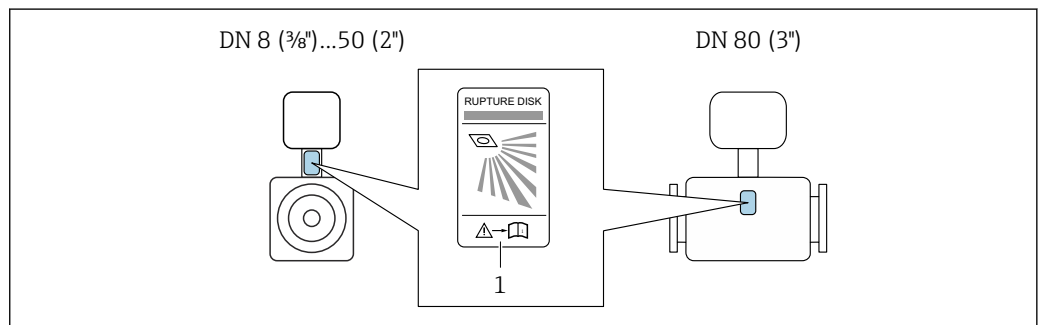 DN 8 (⅜")...50 (2")
DN 80 (3")
RUPTURE DISK
i
1